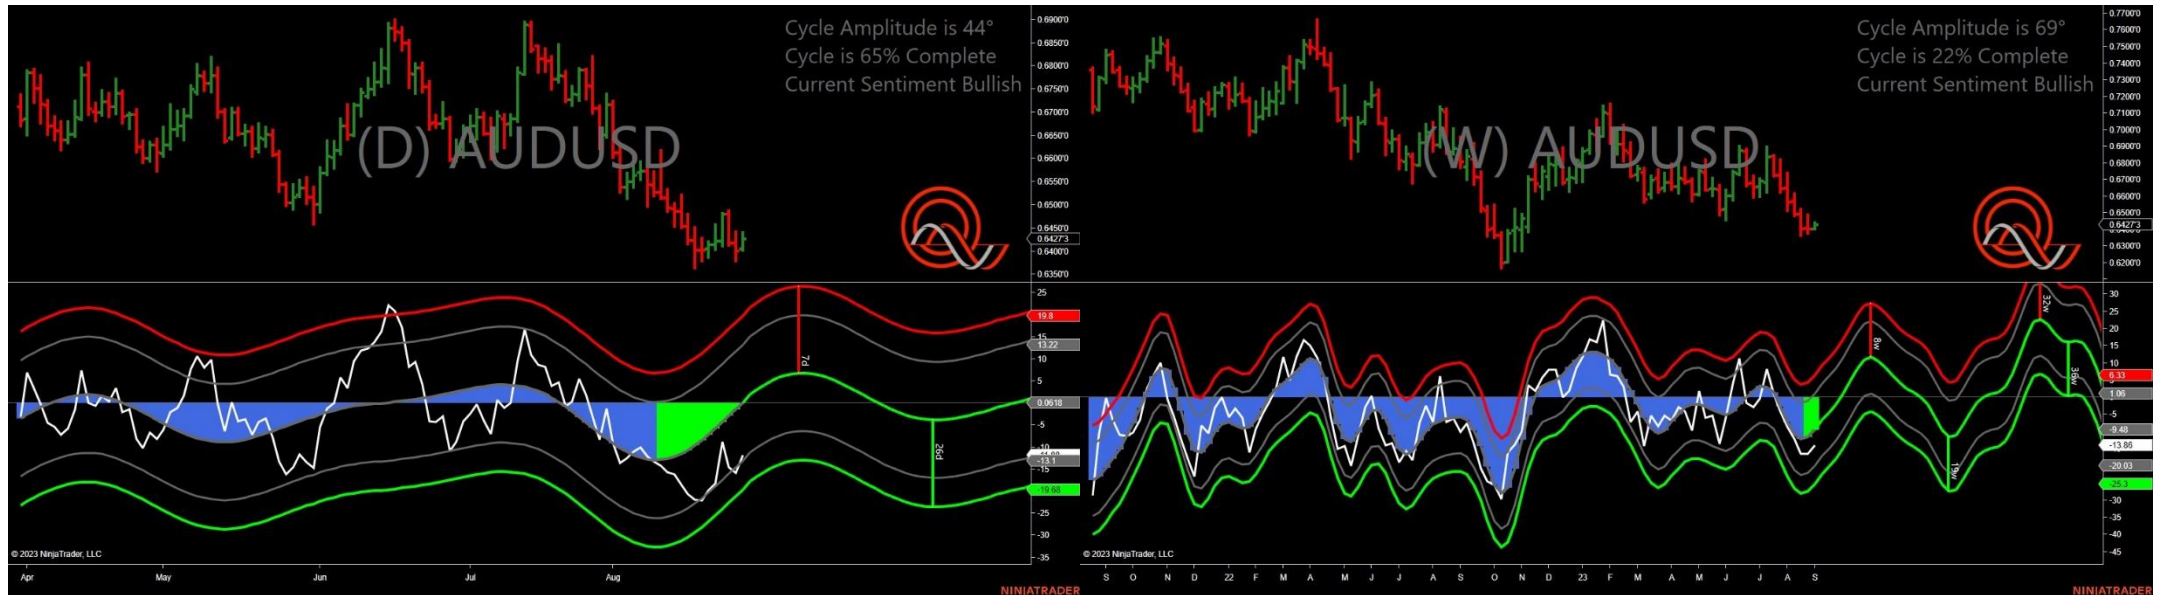 Cycle Amplitude is 44°
Cycle is 65% Complete
Current Sentiment Bullish
(D) AUDUSD
0.6900'0
0.6850'0
0.6800'0
0.6750'0
0.6700'0
0.6650'0
0.6600'0
0.6550'0
0.6500'0
0.6450'0
0.6427'3
0.6400'0
0.6350'0
25
19.8
15
13.22
10
5
0.0618
-5
-13.1
-15
-19.68
-25
-30
-35
7d
26d
© 2023 NinjaTrader, LLC
Apr May Jun Jul Aug
NINJATRADER
Cycle Amplitude is 69°
Cycle is 22% Complete
Current Sentiment Bullish
(W) AUDUSD
0.7700'0
0.7600'0
0.7500'0
0.7400'0
0.7300'0
0.7200'0
0.7100'0
0.7000'0
0.6900'0
0.6800'0
0.6700'0
0.6600'0
0.6500'0
0.6427'3
0.6300'0
0.6200'0
30
25
20
15
10
6.33
1.06
-5
-9.48
-13.86
-20.03
-25.3
-30
-35
-40
-45
8w
19w
32w
36w
© 2023 NinjaTrader, LLC
S O N D 22 F M A M J J A S O N D 23 F M A M J J A S
NINJATRADER